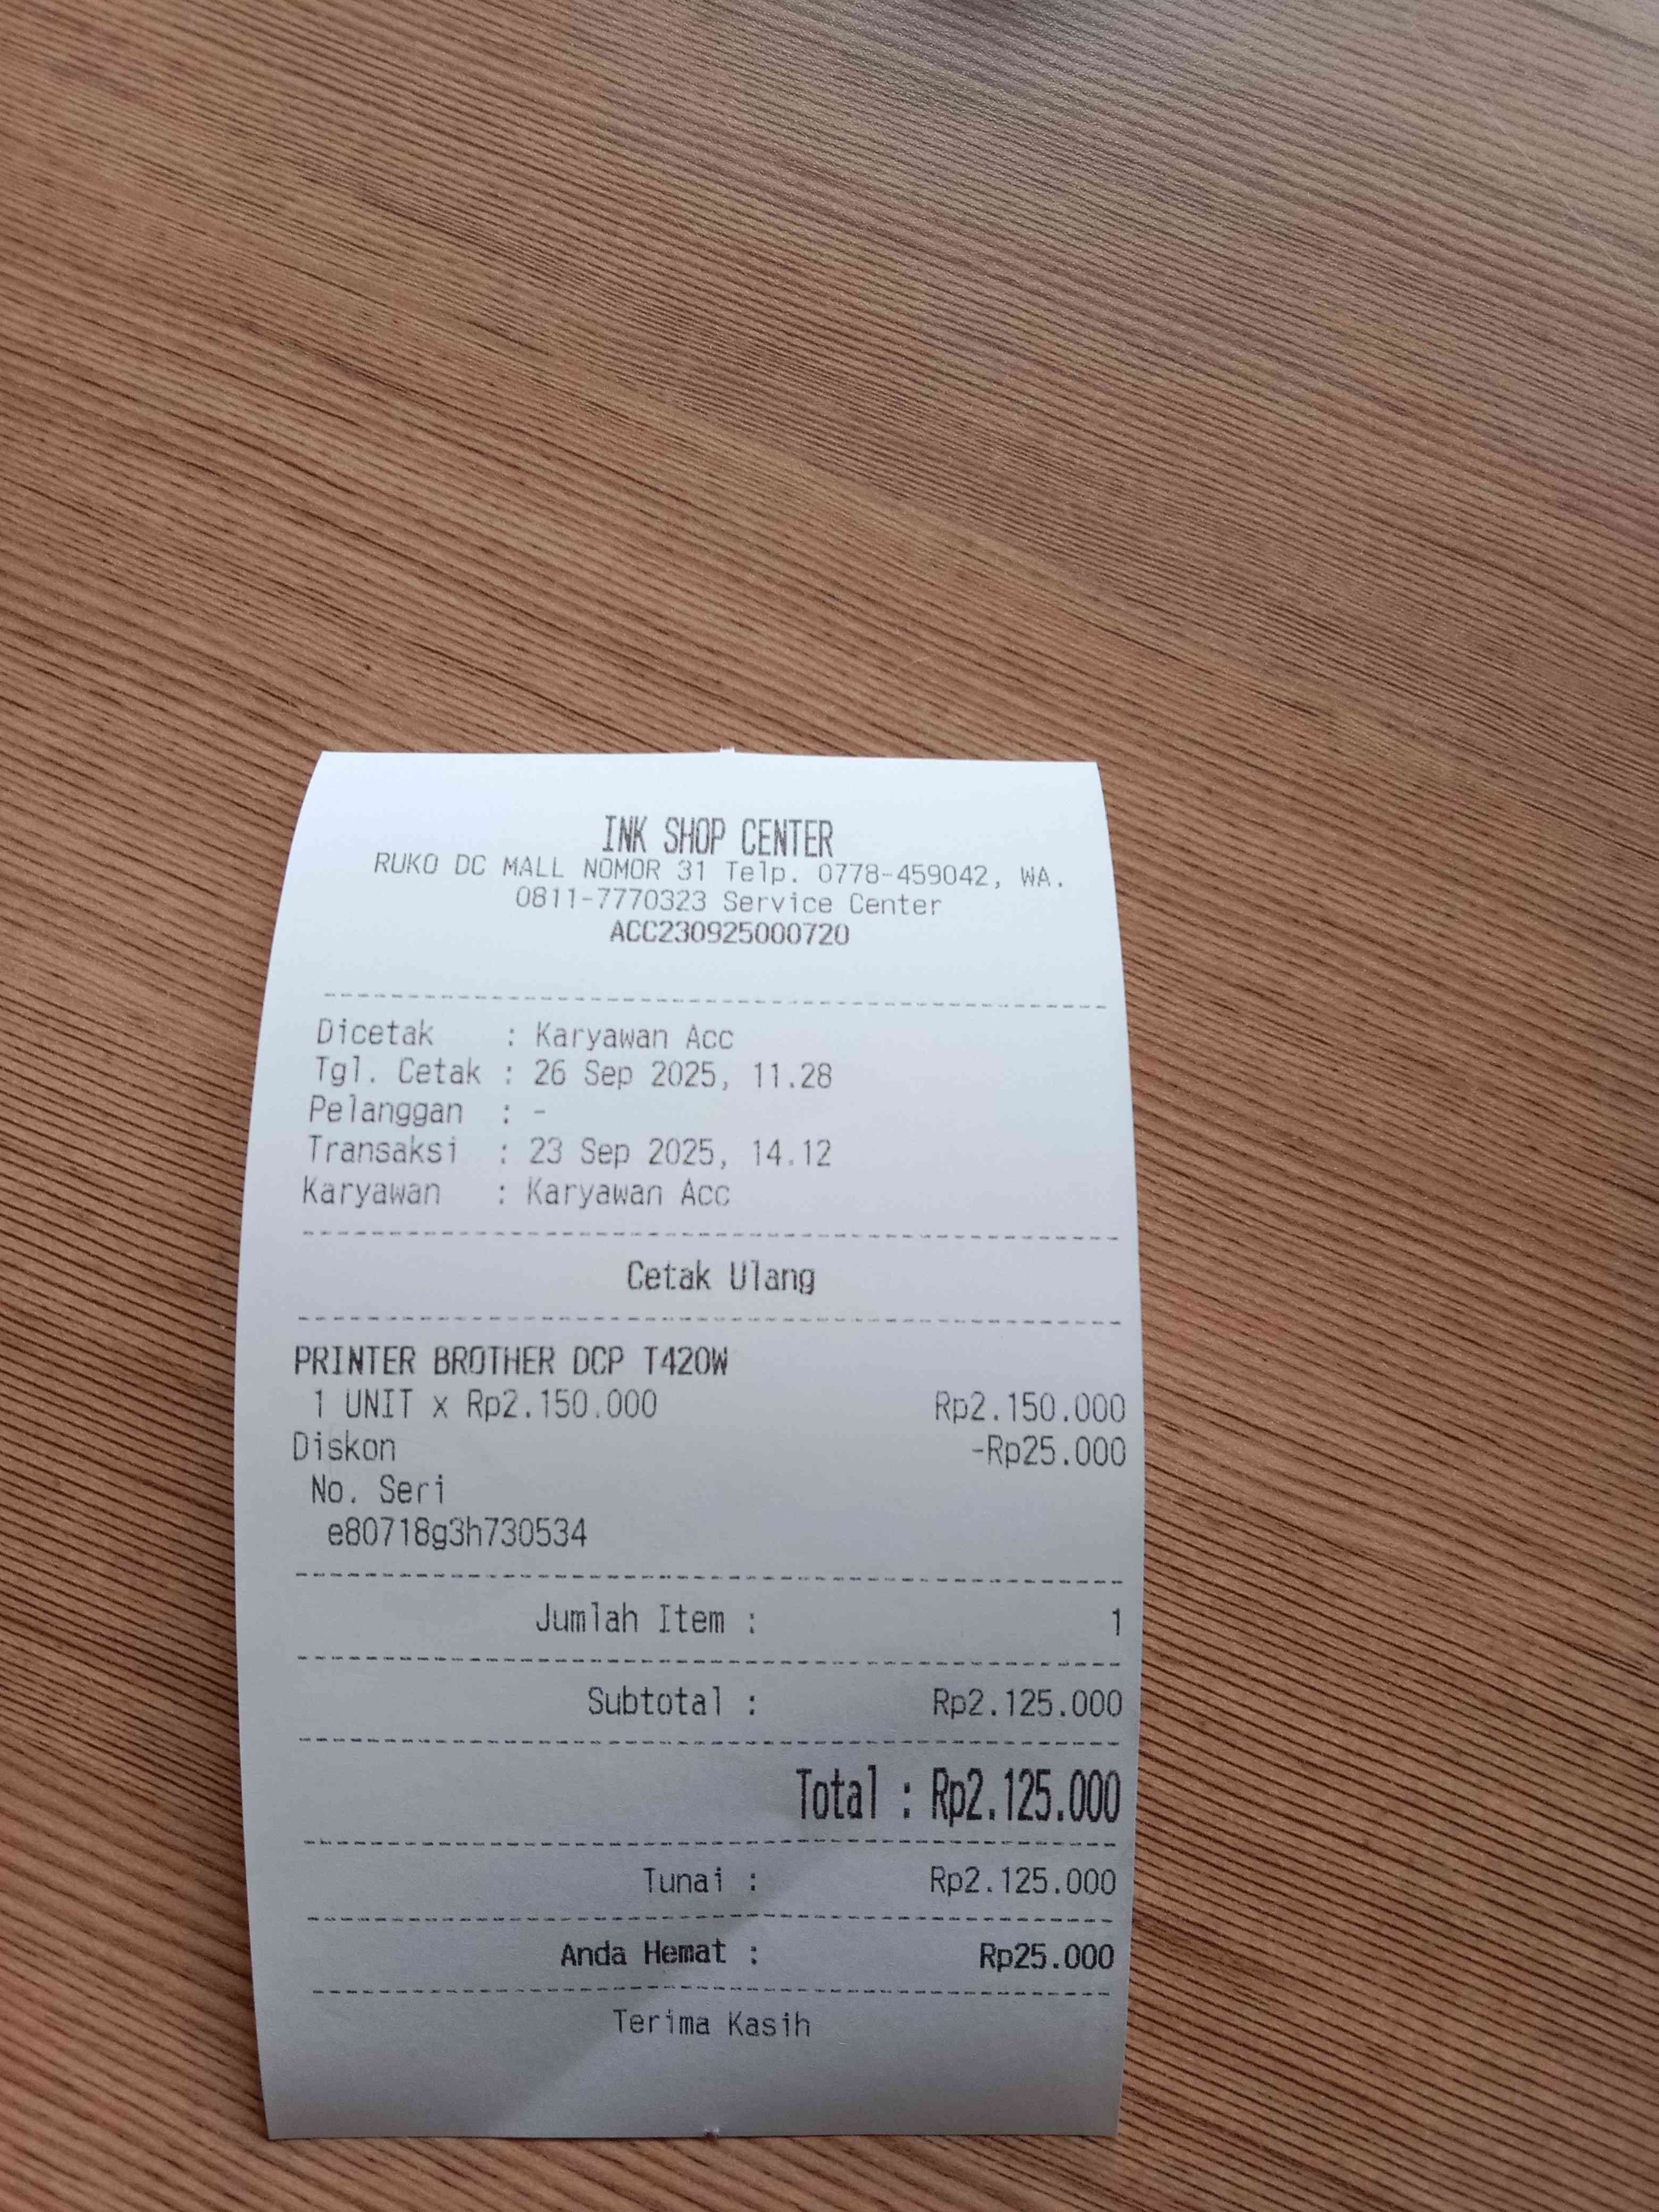 INK SHOP CENTER
RUKO DC MALL NOMOR 31 Telp. 0778-459042, WA.
0811-7770323 Service Center
ACC230925000720
Dicetak : Karyawan Acc
Tgl. Cetak : 26 Sep 2025, 11.28
Pelanggan : -
Transaksi : 23 Sep 2025, 14.12
Karyawan : Karyawan Acc
Cetak Ulang
PRINTER BROTHER DCP T420W
1 UNIT x Rp2.150.000 Rp2.150.000
Diskon -Rp25.000
No. Seri
e80718g3h730534
Jumlah Item : 1
Subtotal : Rp2.125.000
Total : Rp2.125.000
Tunai : Rp2.125.000
Anda Hemat : Rp25.000
Terima Kasih